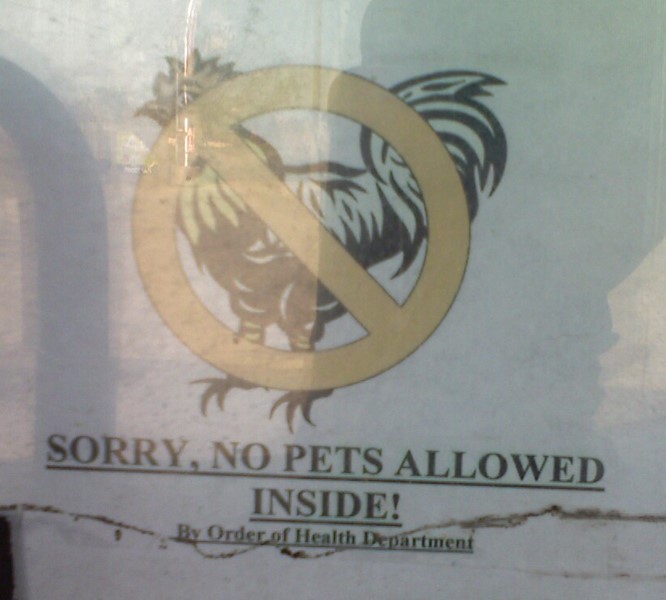 SORRY, NO PETS ALLOWED
INSIDE!
By Order of Health Department